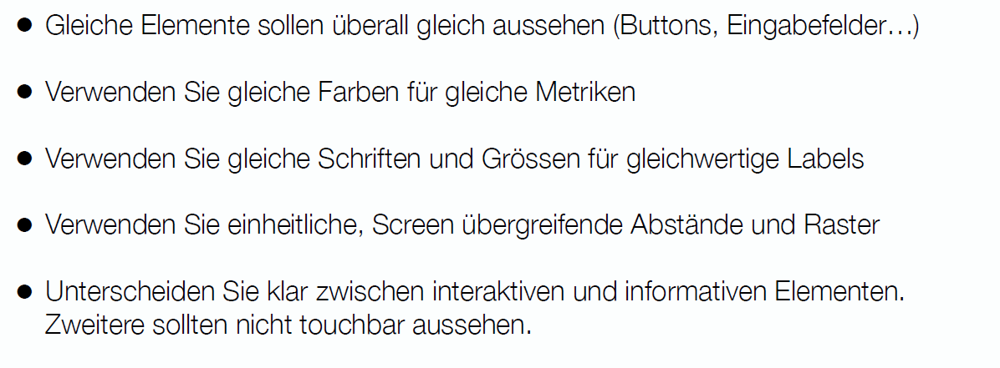 ● Gleiche Elemente sollen überall gleich aussehen (Buttons, Eingabefelder…)
● Verwenden Sie gleiche Farben für gleiche Metriken
● Verwenden Sie gleiche Schriften und Grössen für gleichwertige Labels
● Verwenden Sie einheitliche, Screen übergreifende Abstände und Raster
● Unterscheiden Sie klar zwischen interaktiven und informativen Elementen.
Zweitere sollten nicht touchbar aussehen.